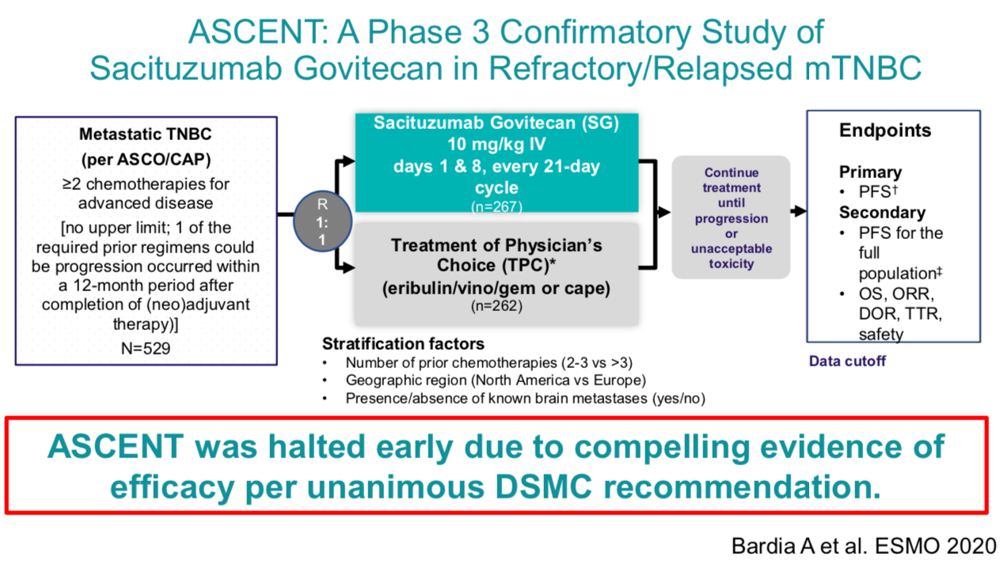 ASCENT: A Phase 3 Confirmatory Study of
Sacituzumab Govitecan in Refractory/Relapsed mTNBC
Metastatic TNBC
(per ASCO/CAP)
≥2 chemotherapies for
advanced disease
[no upper limit; 1 of the
required prior regimens could
be progression occurred within
a 12-month period after
completion of (neo)adjuvant
therapy)]
N=529
R
1:
1
Sacituzumab Govitecan (SG)
10 mg/kg IV
days 1 & 8, every 21-day
cycle
(n=267)
Treatment of Physician’s
Choice (TPC)*
(eribulin/vino/gem or cape)
(n=262)
Continue
treatment
until
progression
or
unacceptable
toxicity
Endpoints
Primary
• PFS†
Secondary
• PFS for the
full
population‡
• OS, ORR,
DOR, TTR,
safety
Data cutoff
Stratification factors
• Number of prior chemotherapies (2-3 vs >3)
• Geographic region (North America vs Europe)
• Presence/absence of known brain metastases (yes/no)
ASCENT was halted early due to compelling evidence of
efficacy per unanimous DSMC recommendation.
Bardia A et al. ESMO 2020